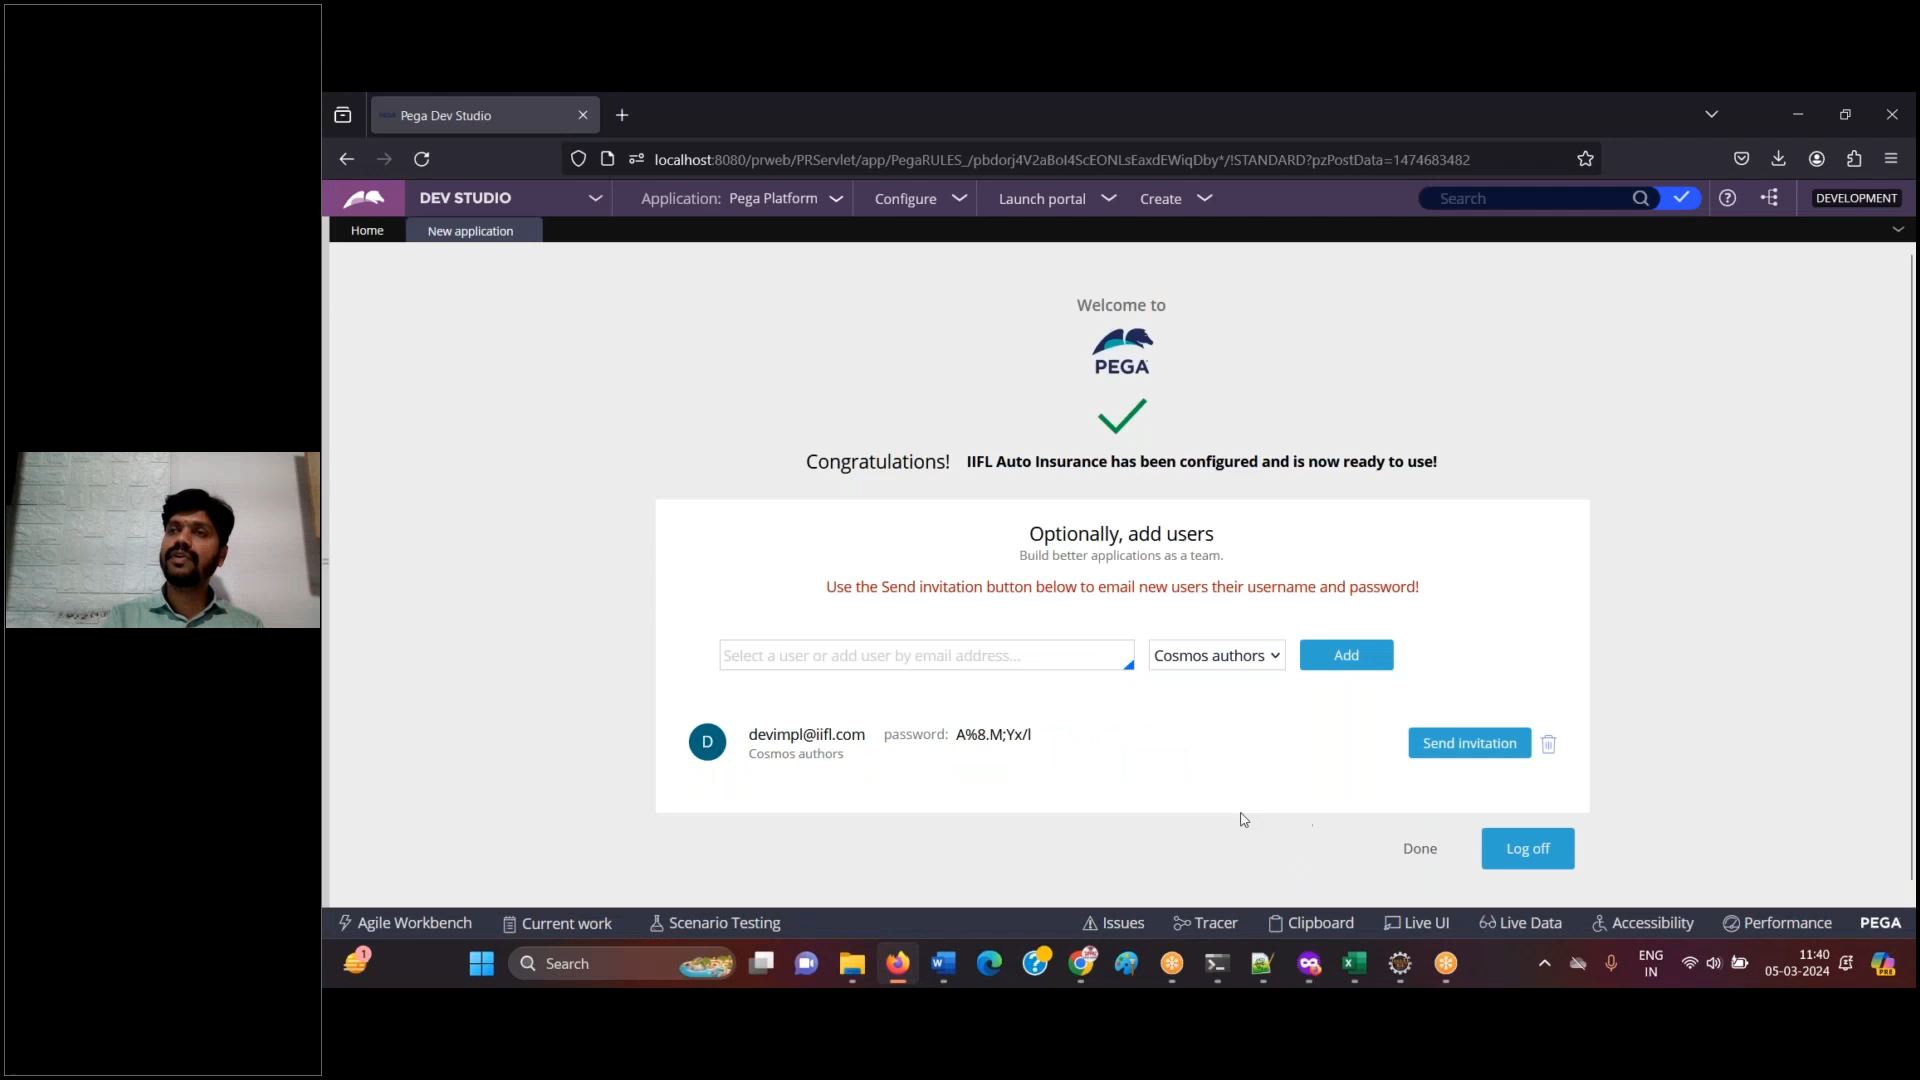 Pega Dev Studio
localhost:8080/prweb/PRServlet/app/PegaRULES_/pbdorj4V2aBoI4ScEONLsEaxdEWiqDby*/!STANDARD?pzPostData=1474683482
DEV STUDIO
Application: Pega Platform
Configure
Launch portal
Create
Search
DEVELOPMENT
Home
New application
Welcome to
PEGA
Congratulations! IIFL Auto Insurance has been configured and is now ready to use!
Optionally, add users
Build better applications as a team.
Use the Send invitation button below to email new users their username and password!
Select a user or add user by email address...
Cosmos authors
Add
D
devimpl@iifl.com password: A%8.M;Yx/l
Cosmos authors
Send invitation
Done
Log off
Agile Workbench
Current work
Scenario Testing
Issues
Tracer
Clipboard
Live UI
Live Data
Accessibility
Performance
PEGA
1
Search
ENG
IN
11:40
05-03-2024
PRE